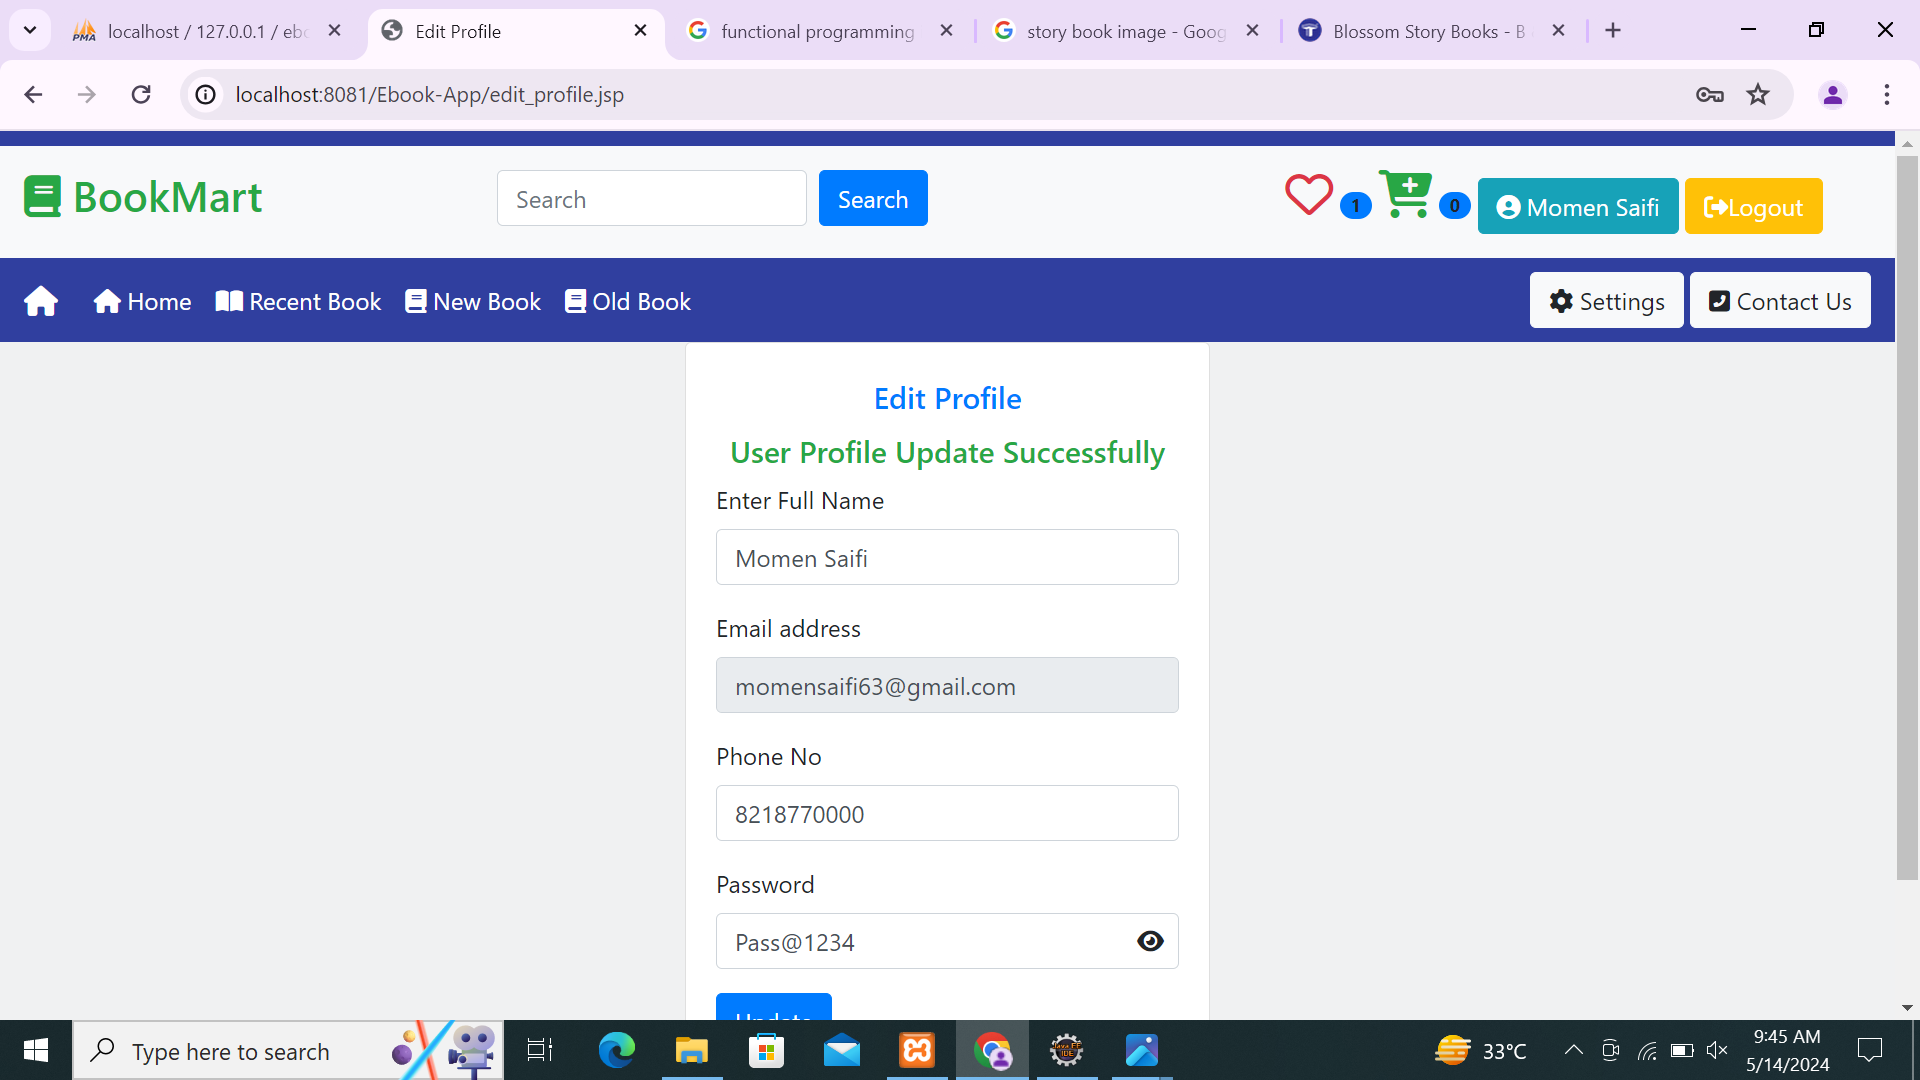 localhost / 127.0.0.1 / ebo
Edit Profile
functional programming
story book image - Goog
Blossom Story Books - B
localhost:8081/Ebook-App/edit_profile.jsp
BookMart
Search
Search
1
0
Momen Saifi
Logout
Home
Recent Book
New Book
Old Book
Settings
Contact Us
Edit Profile
User Profile Update Successfully
Enter Full Name
Momen Saifi
Email address
momensaifi63@gmail.com
Phone No
8218770000
Password
Pass@1234
Update
Type here to search
33°C
9:45 AM
5/14/2024